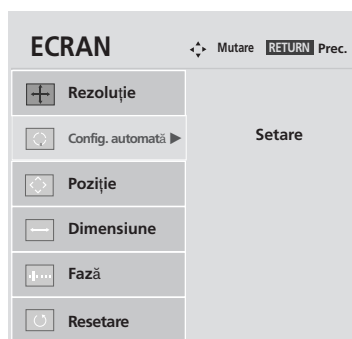 ECRAN
Mutare RETURN Prec.
Rezoluție
Config. automată ▶
Setare
Poziție
Dimensiune
Fază
Resetare